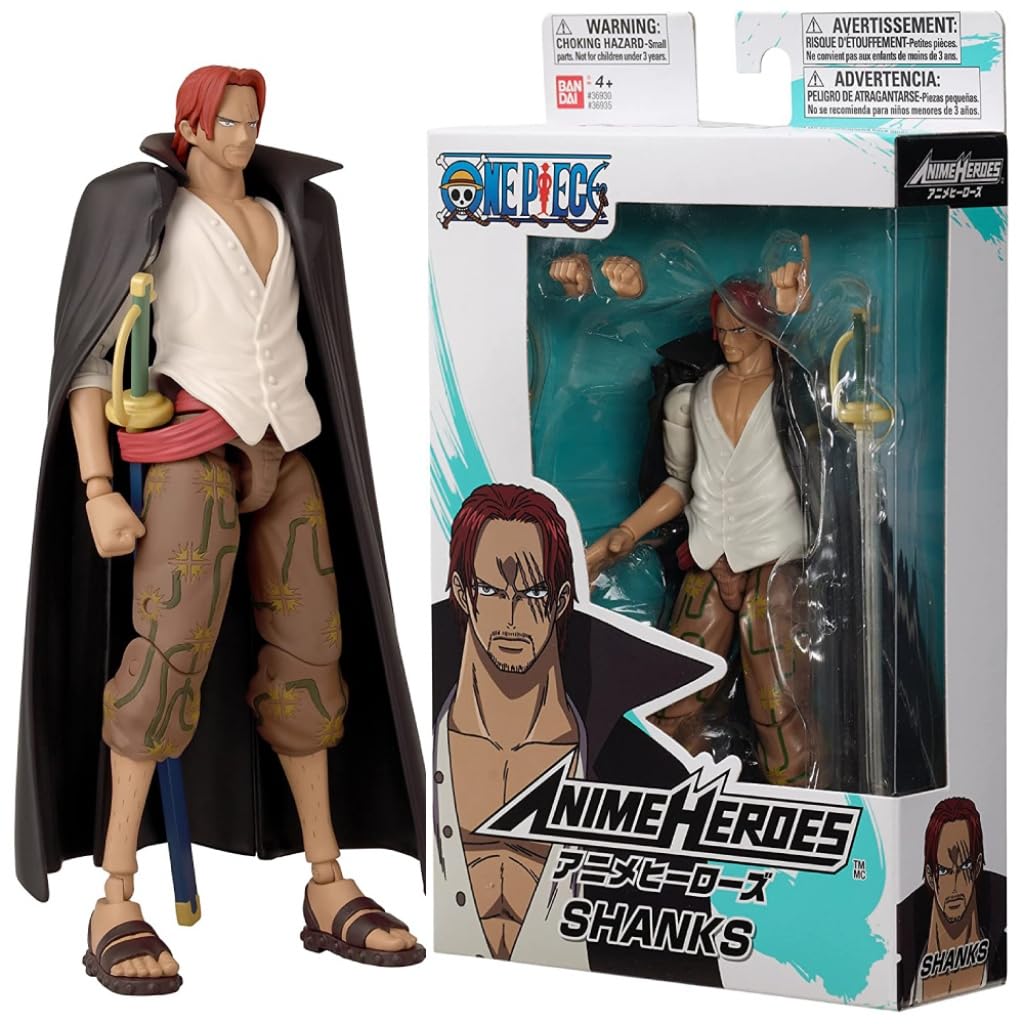 WARNING:
CHOKING HAZARD-Small
parts. Not for children under 3 years.
BAN
DAI
4+
#36930
#36935
AVERTISSEMENT:
RISQUE D'ÉTOUFFEMENT-Petites pièces.
Ne convient pas aux enfants de moins de 3 ans.
ADVERTENCIA:
PELIGRO DE ATRAGANTARSE-Piezas pequeñas.
No se recomienda para niños menores de 3 años.
ONE PIECE
ANIME HEROES
アニメヒーローズ
ANIME HEROES
TM
MC
アニメヒーローズ
SHANKS
SHANKS